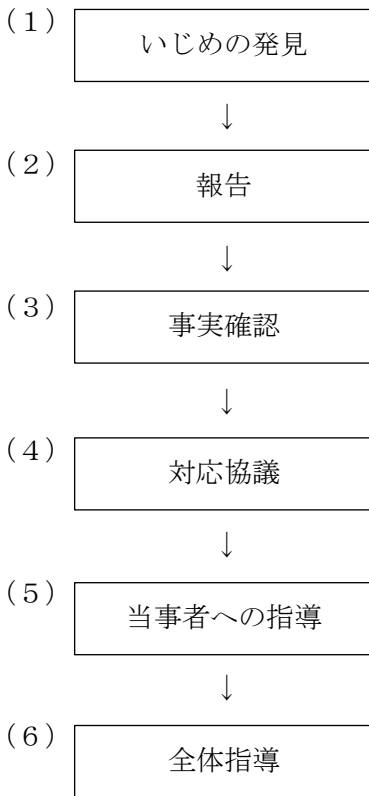 (1) いじめの発見
↓
(2) 報告
↓
(3) 事実確認
↓
(4) 対応協議
↓
(5) 当事者への指導
↓
(6) 全体指導